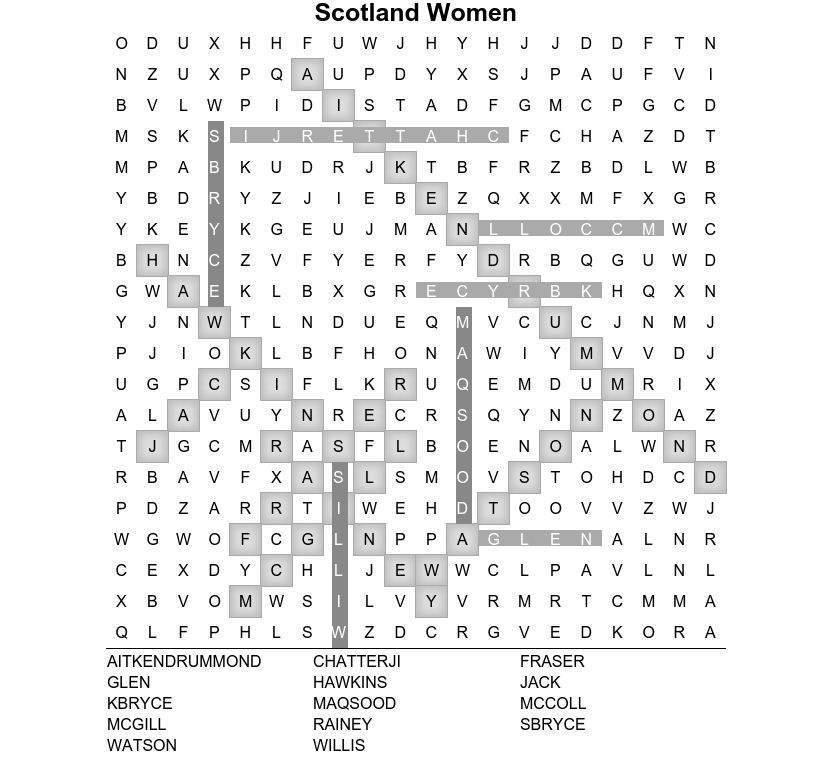 Scotland Women
O D U X H H F U W J H Y H J J D D F T N
N Z U X P Q A U P D Y X S J P A U F V I
B V L W P I D I S T A D F G M C P G C D
M S K S I J R E T T A H C F C H A Z D T
M P A B K U D R J K T B F R Z B D L W B
Y B D R Y Z J I E B E Z Q X X M F X G R
Y K E Y K G E U J M A N L L O C C M W C
B H N C Z V F Y E R F Y D R B Q G U W D
G W A E K L B X G R E C Y R B K H Q X N
Y J N W T L N D U E Q M V C U C J N M J
P J I O K L B F H O N A W I Y M V V D J
U G P C S I F L K R U Q E M D U M R I X
A L A V U Y N R E C R S Q Y N N Z O A Z
T J G C M R A S F L B O E N O A L W N R
R B A V F X A S L S M O V S T O H D C D
P D Z A R R T I W E H D T O O V V Z W J
W G W O F C G L N P P A G L E N A L N R
C E X D Y C H L J E W W C L P A V L N L
X B V O M W S I L V Y V R M R T C M M A
Q L F P H L S W Z D C R G V E D K O R A
AITKENDRUMMOND CHATTERJI FRASER
GLEN HAWKINS JACK
KBRYCE MAQSOOD MCCOLL
MCGILL RAINEY SBRYCE
WATSON WILLIS